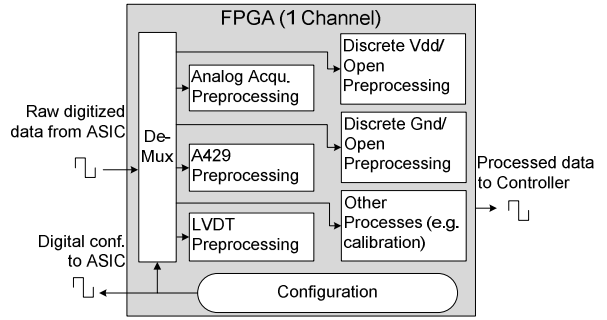 FPGA (1 Channel)
Raw digitized
data from ASIC
De-
Mux
Analog Acqu.
Preprocessing
A429
Preprocessing
LVDT
Preprocessing
Discrete Vdd/
Open
Preprocessing
Discrete Gnd/
Open
Preprocessing
Other
Processes (e.g.
calibration)
Processed data
to Controller
Digital conf.
to ASIC
Configuration